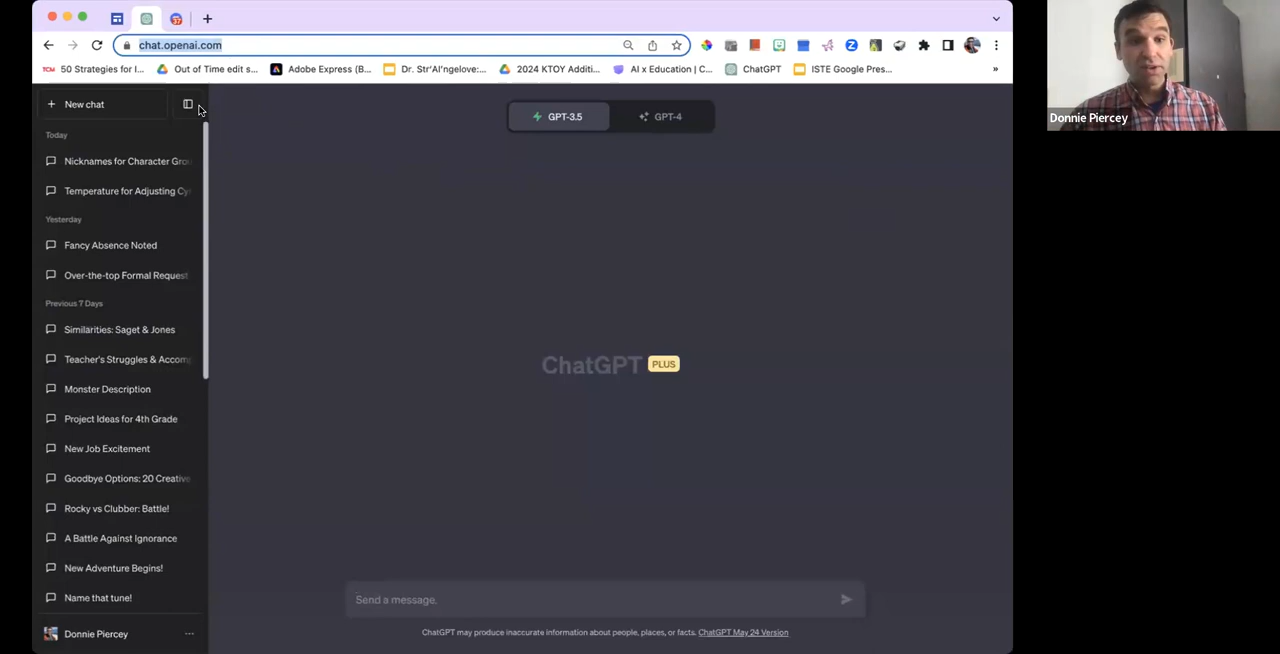 chat.openai.com
50 Strategies for I...
Out of Time edit s...
Adobe Express (B...
Dr. Str'AI'ngelove:...
2024 KTOY Additi...
AI x Education | C...
ChatGPT
ISTE Google Pres...
»
Donnie Piercey
+ New chat
GPT-3.5
GPT-4
Today
Nicknames for Character Gro
Temperature for Adjusting Cy
Yesterday
Fancy Absence Noted
Over-the-top Formal Request
Previous 7 Days
Similarities: Saget & Jones
Teacher's Struggles & Accom
Monster Description
Project Ideas for 4th Grade
New Job Excitement
Goodbye Options: 20 Creative
Rocky vs Clubber: Battle!
A Battle Against Ignorance
New Adventure Begins!
Name that tune!
Donnie Piercey
...
ChatGPT PLUS
Send a message.
ChatGPT may produce inaccurate information about people, places, or facts. ChatGPT May 24 Version